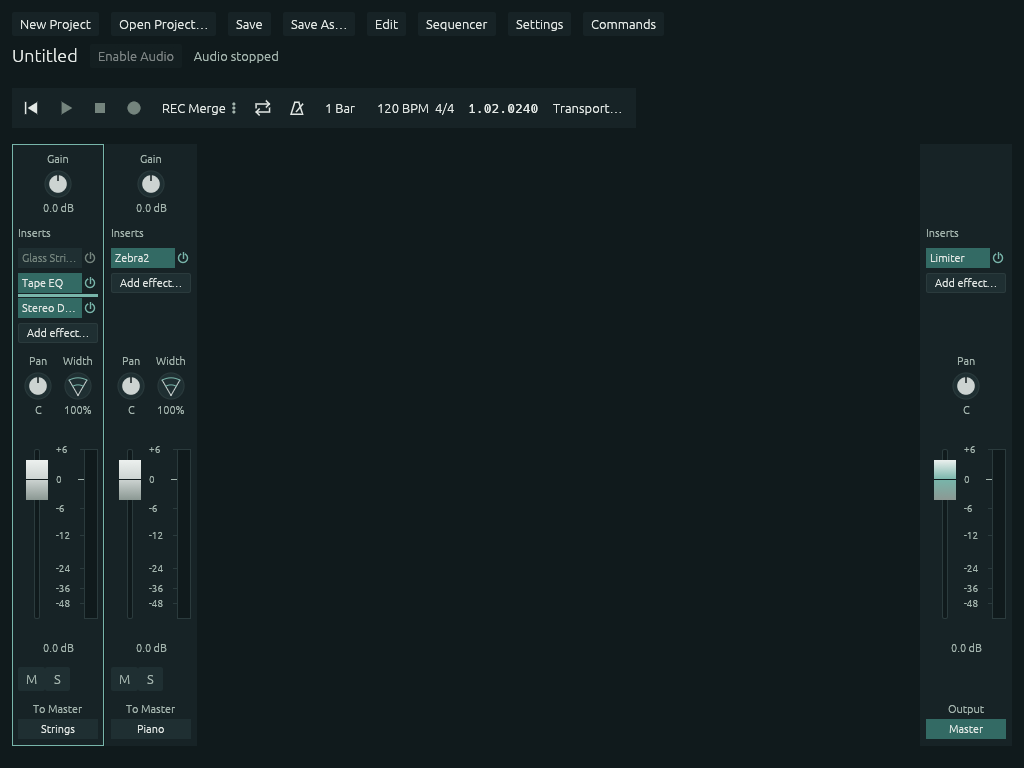 New Project Open Project... Save Save As... Edit Sequencer Settings Commands
Untitled Enable Audio Audio stopped
REC Merge 1 Bar 120 BPM 4/4 1.02.0240 Transport...
Gain Gain
0.0 dB 0.0 dB
Inserts Inserts Inserts
Glass Stri... Zebra2 Limiter
Tape EQ Add effect... Add effect...
Stereo D...
Add effect...
Pan Width Pan Width Pan
C 100% C 100% C
+6 +6 +6
0 0 0
-6 -6 -6
-12 -12 -12
-24 -24 -24
-36 -36 -36
-48 -48 -48
0.0 dB 0.0 dB 0.0 dB
M S M S
To Master To Master Output
Strings Piano Master